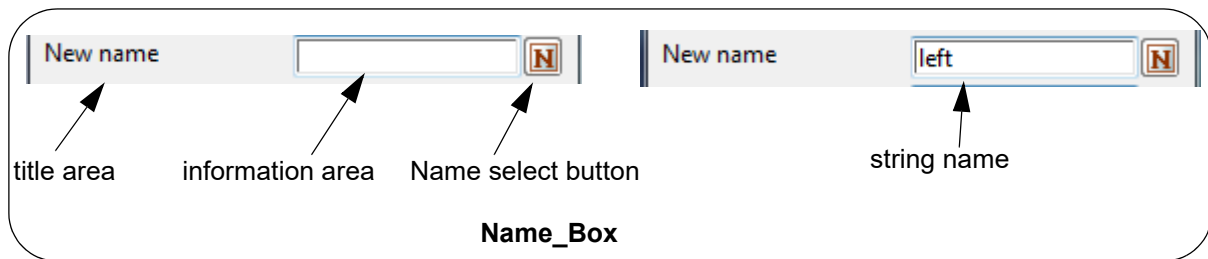 New name
N
New name
left
N
title area
information area
Name select button
string name
Name_Box